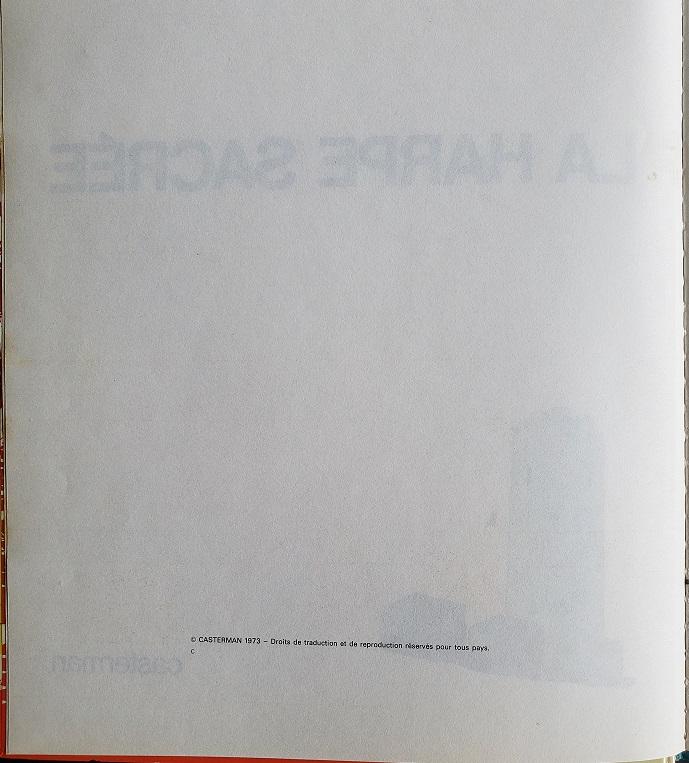 LA HARPE SACRÉE
© CASTERMAN 1973 – Droits de traduction et de reproduction réservés pour tous pays.
C
casterman